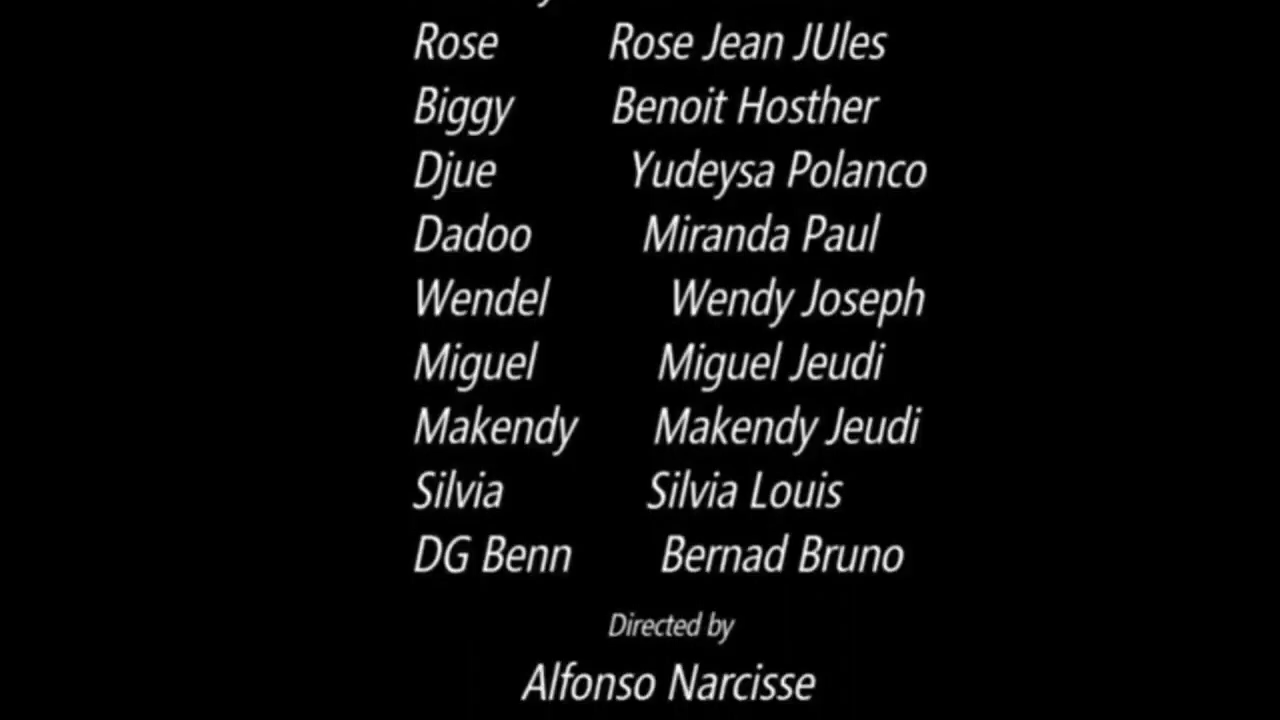 Rose Rose Jean JUles
Biggy Benoit Hosther
Djue Yudeysa Polanco
Dadoo Miranda Paul
Wendel Wendy Joseph
Miguel Miguel Jeudi
Makendy Makendy Jeudi
Silvia Silvia Louis
DG Benn Bernad Bruno
Directed by
Alfonso Narcisse